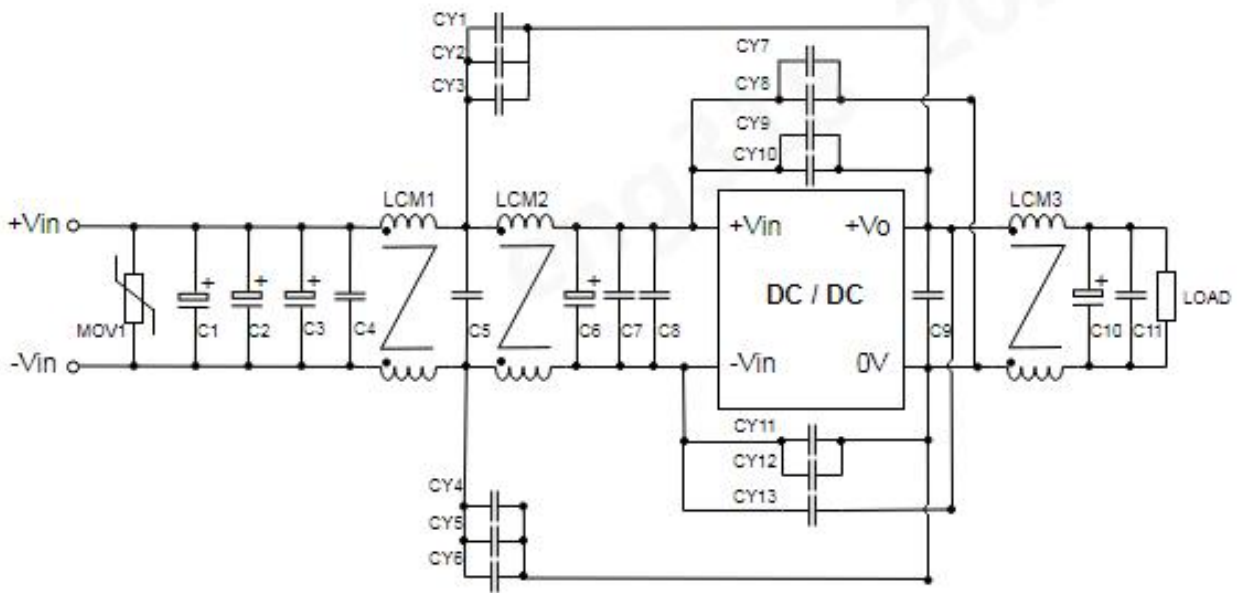 CY1
CY2
CY3
CY7
CY8
CY9
CY10
LCM1
LCM2
LCM3
+Vin
+Vin
+Vo
MOV1
C1
C2
C3
C4
C5
C6
C7
C8
DC / DC
C9
C10
C11
LOAD
-Vin
-Vin
0V
CY11
CY12
CY13
CY4
CY5
CY6